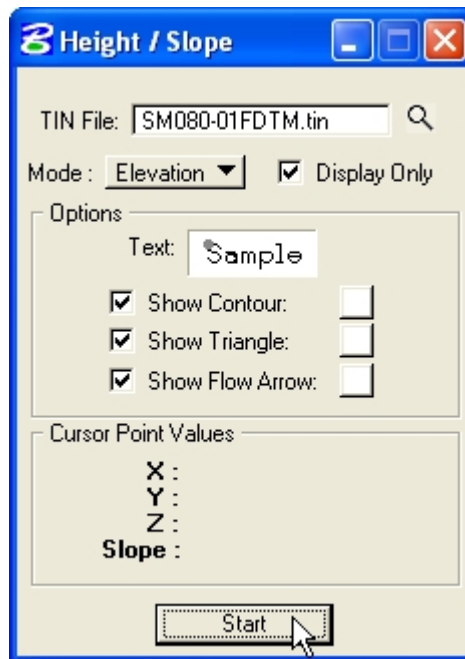 Height / Slope
TIN File: SM080-01FDTM.tin
Mode : Elevation Display Only
Options
Text: Sample
Show Contour:
Show Triangle:
Show Flow Arrow:
Cursor Point Values
X :
Y :
Z :
Slope :
Start